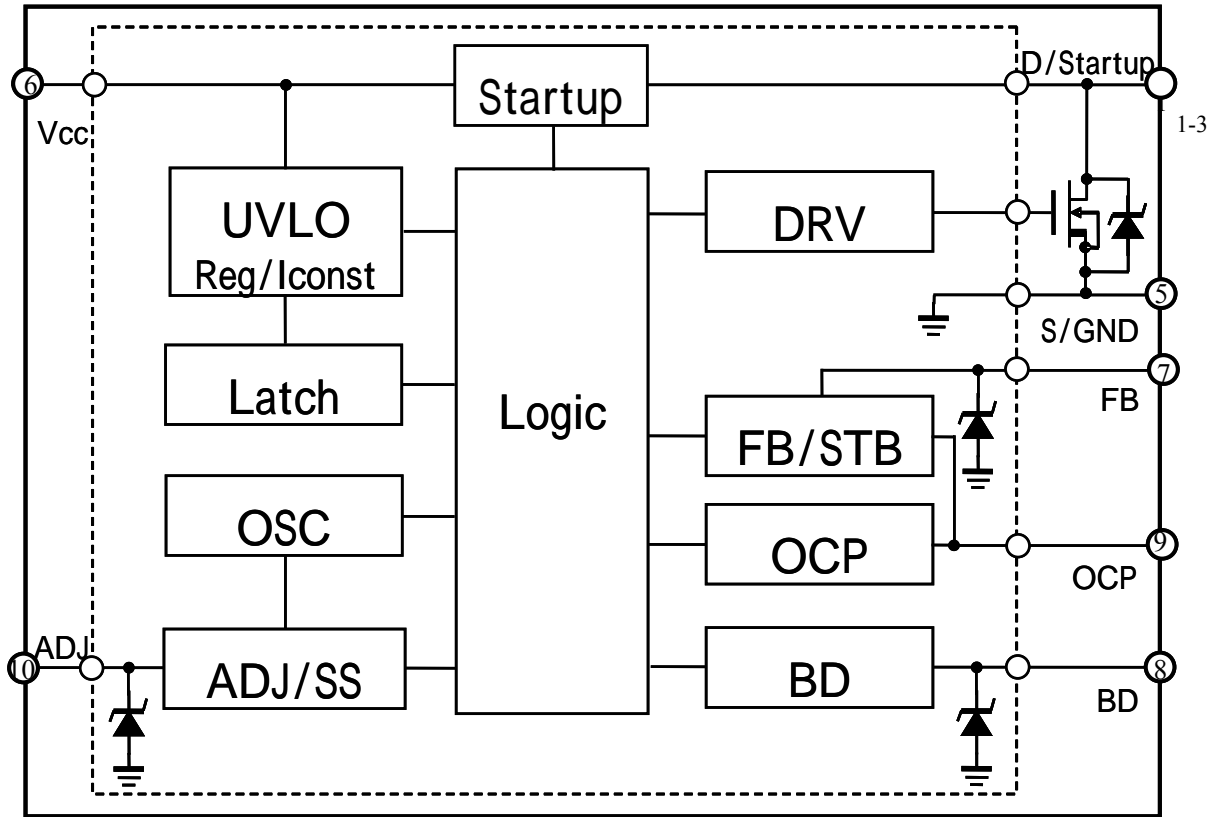 6
Vcc
Startup
D/Startup
1-3
UVLO
Reg/Iconst
DRV
5
S/GND
Latch
Logic
7
FB
FB/STB
OSC
OCP
9
OCP
ADJ
10
ADJ/SS
BD
8
BD